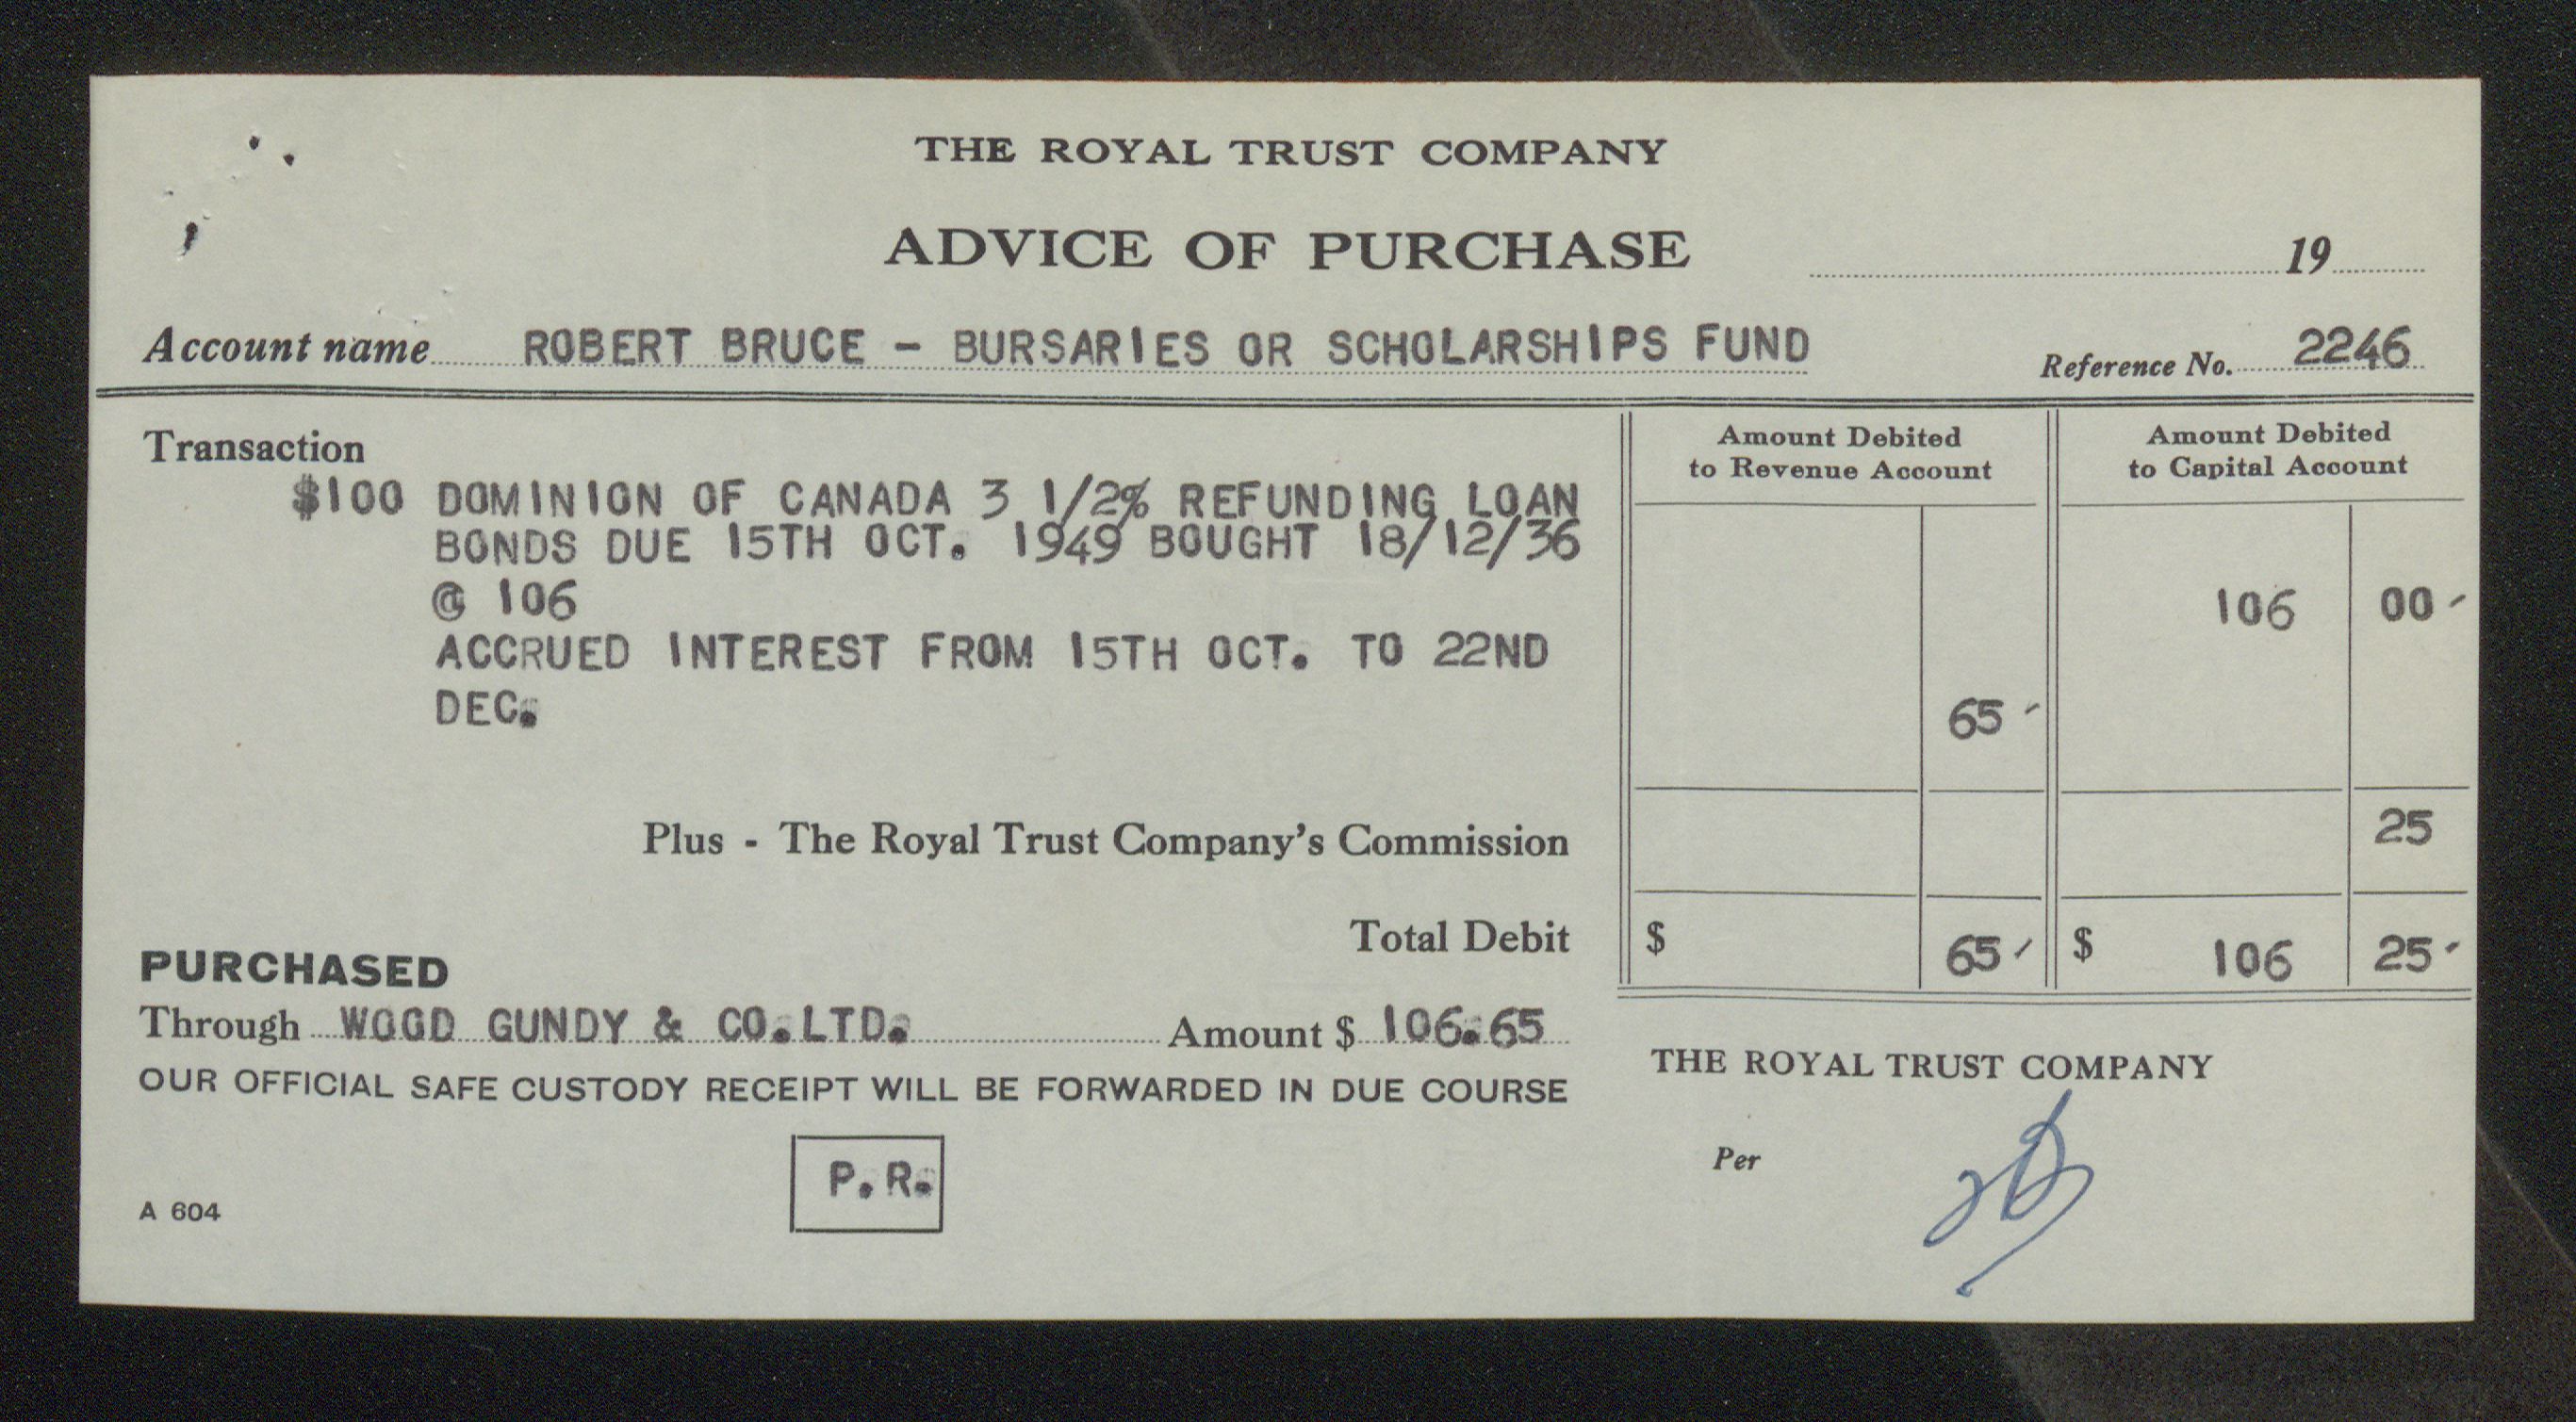 THE ROYAL TRUST COMPANY
ADVICE OF PURCHASE
19
Account name ROBERT BRUCE - BURSARIES OR SCHOLARSHIPS FUND
Reference No. 2246
Transaction
Amount Debited
to Revenue Account
Amount Debited
to Capital Account
$100 DOMINION OF CANADA 3 1/2% REFUNDING LOAN
BONDS DUE 15TH OCT. 1949 BOUGHT 18/12/36
@ 106
106 00
ACCRUED INTEREST FROM 15TH OCT. TO 22ND
DEC.
65
Plus - The Royal Trust Company's Commission
25
Total Debit
$ 65
$ 106 25
PURCHASED
Through WOOD GUNDY & CO.LTD. Amount $ 106.65
OUR OFFICIAL SAFE CUSTODY RECEIPT WILL BE FORWARDED IN DUE COURSE
THE ROYAL TRUST COMPANY
Per
P.R.
A 604